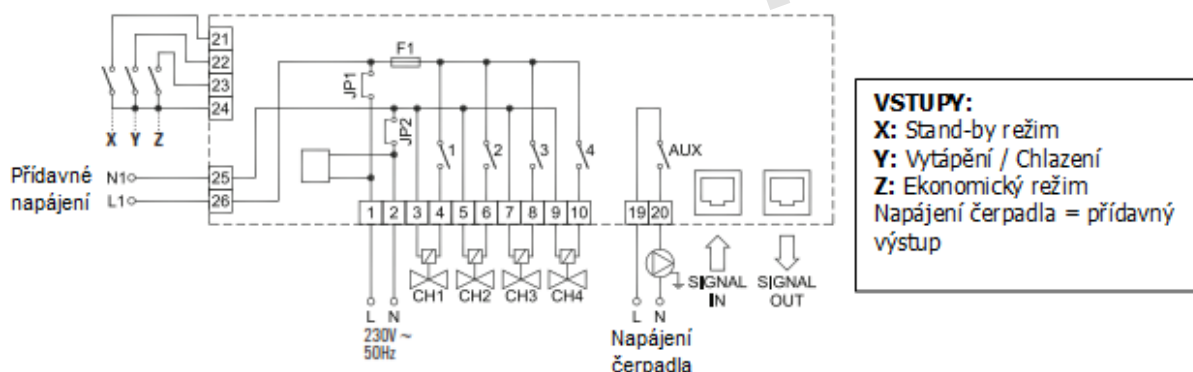 21
22
23
24
X Y Z
Přídavné napájení
N1
L1
25
26
F1
JP1
JP2
1 2 3 4
AUX
1 2 3 4 5 6 7 8 9 10
19 20
CH1 CH2 CH3 CH4
SIGNAL IN
SIGNAL OUT
L N
230V ~
50Hz
L N
Napájení
čerpadla
VSTUPY:
X: Stand-by režim
Y: Vytápění / Chlazení
Z: Ekonomický režim
Napájení čerpadla = přídavný
výstup